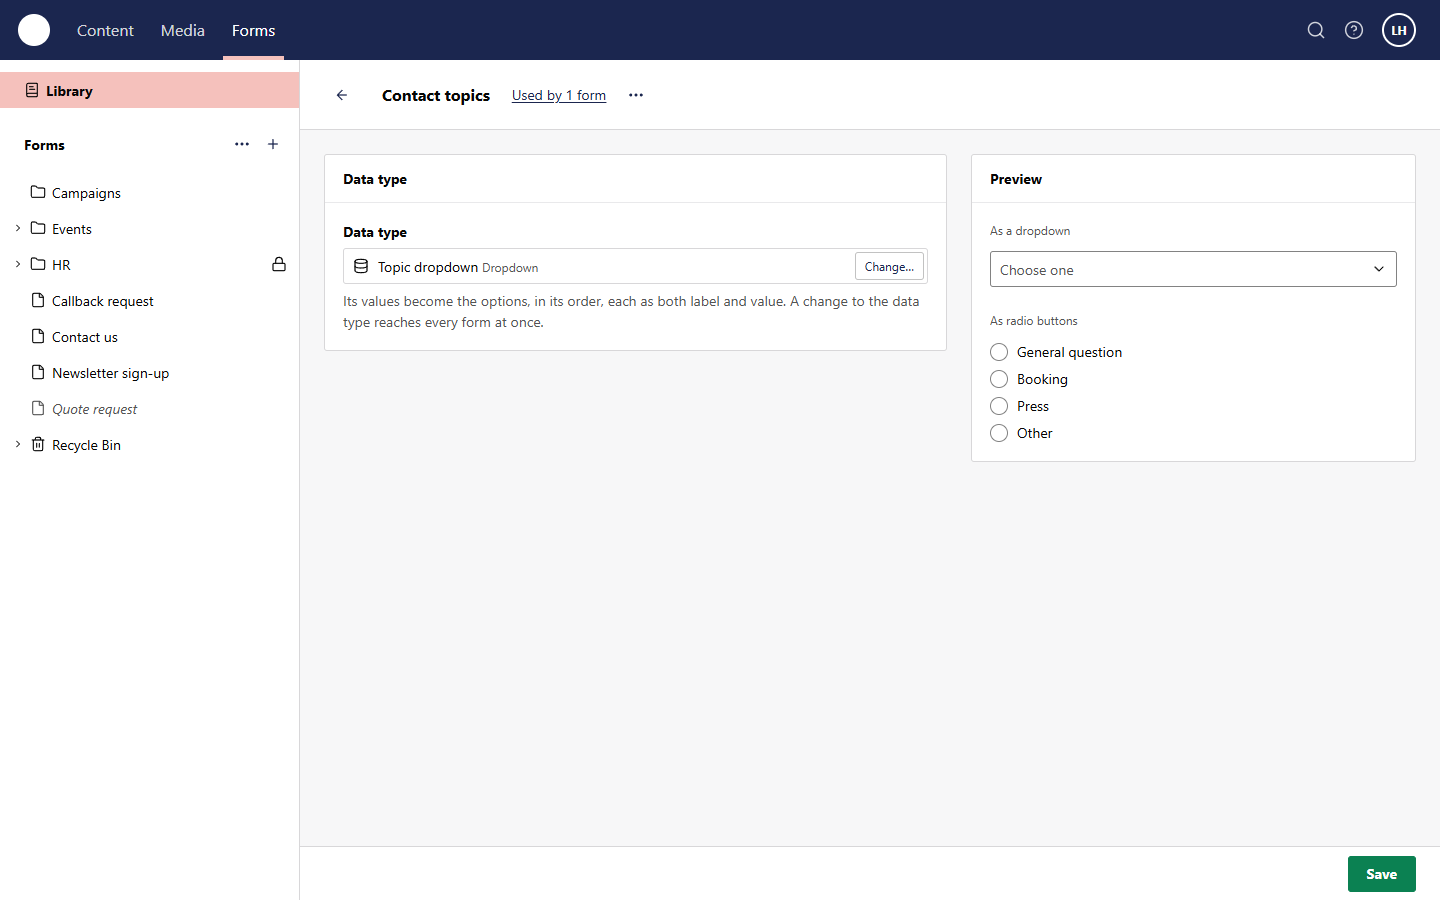 Content
Media
Forms
LH
Library
Forms
Campaigns
Events
HR
Callback request
Contact us
Newsletter sign-up
Quote request
Recycle Bin
Contact topics
Used by 1 form
Data type
Data type
Topic dropdown Dropdown
Change...
Its values become the options, in its order, each as both label and value. A change to the data
type reaches every form at once.
Preview
As a dropdown
Choose one
As radio buttons
General question
Booking
Press
Other
Save